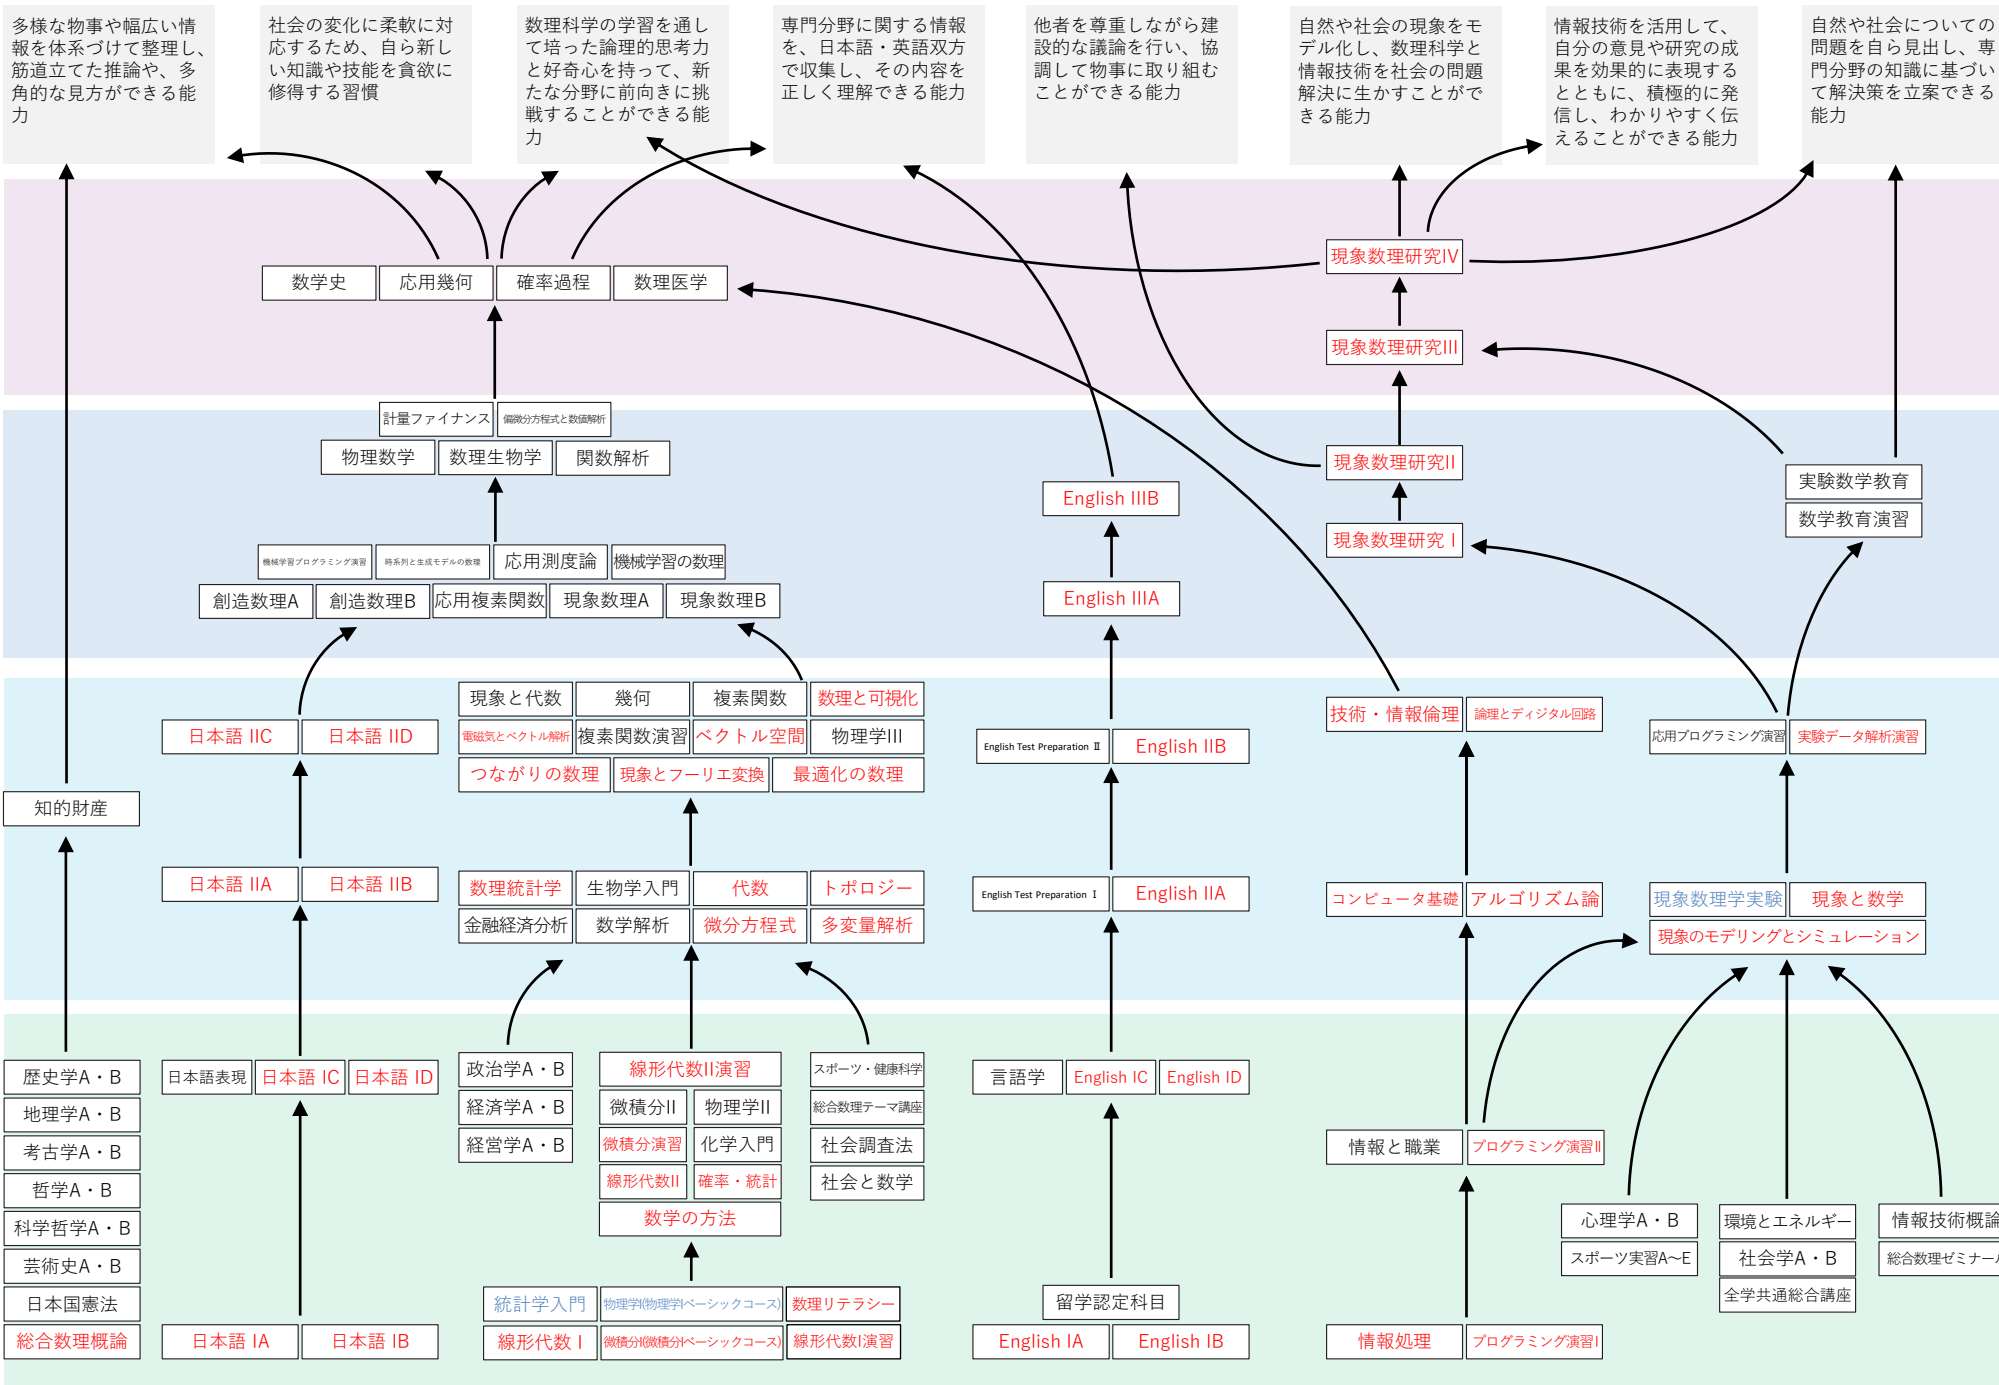 多様な物事や幅広い情
報を体系づけて整理し、
筋道立てた推論や、多
角的な見方ができる能
力
社会の変化に柔軟に対
応するため、自ら新し
い知識や技能を貪欲に
修得する習慣
数理科学の学習を通し
て培った論理的思考力
と好奇心を持って、新
たな分野に前向きに挑
戦することができる能
力
専門分野に関する情報
を、日本語・英語双方
で収集し、その内容を
正しく理解できる能力
他者を尊重しながら建
設的な議論を行い、協
調して物事に取り組む
ことができる能力
自然や社会の現象をモ
デル化し、数理科学と
情報技術を社会の問題
解決に生かすことがで
きる能力
情報技術を活用して、
自分の意見や研究の成
果を効果的に表現する
とともに、積極的に発
信し、わかりやすく伝
えることができる能力
自然や社会についての
問題を自ら見出し、専
門分野の知識に基づい
て解決策を立案できる
能力
現象数理研究IV
数学史 応用幾何 確率過程 数理医学
現象数理研究III
計量ファイナンス 偏微分方程式と数値解析
物理数学 数理生物学 関数解析
現象数理研究II
実験数学教育
English IIIB
数学教育演習
現象数理研究 I
機械学習プログラミング演習 時系列と生成モデルの数理 応用測度論 機械学習の数理
創造数理A 創造数理B 応用複素関数 現象数理A 現象数理B
English IIIA
現象と代数 幾何 複素関数 数理と可視化
技術・情報倫理 論理とディジタル回路
日本語 IIC 日本語 IID
電磁気とベクトル解析 複素関数演習 ベクトル空間 物理学III
English Test Preparation II English IIB
応用プログラミング演習 実験データ解析演習
つながりの数理 現象とフーリエ変換 最適化の数理
知的財産
日本語 IIA 日本語 IIB
数理統計学 生物学入門 代数 トポロジー
English Test Preparation I English IIA
コンピュータ基礎 アルゴリズム論
現象数理学実験 現象と数学
金融経済分析 数学解析 微分方程式 多変量解析
現象のモデリングとシミュレーション
歴史学A・B
地理学A・B
考古学A・B
哲学A・B
科学哲学A・B
芸術史A・B
日本国憲法
総合数理概論
日本語表現 日本語 IC 日本語 ID
日本語 IA 日本語 IB
政治学A・B
経済学A・B
経営学A・B
線形代数II演習
微積分II 物理学II
微積分演習 化学入門
線形代数II 確率・統計
数学の方法
スポーツ・健康科学
総合数理テーマ講座
社会調査法
社会と数学
統計学入門 物理学I(物理学Iベーシックコース) 数理リテラシー
線形代数 I 微積分I(微積分Iベーシックコース) 線形代数I演習
言語学 English IC English ID
留学認定科目
English IA English IB
情報と職業 プログラミング演習II
情報処理 プログラミング演習I
心理学A・B
スポーツ実習A～E
環境とエネルギー
社会学A・B
全学共通総合講座
情報技術概論
総合数理ゼミナール